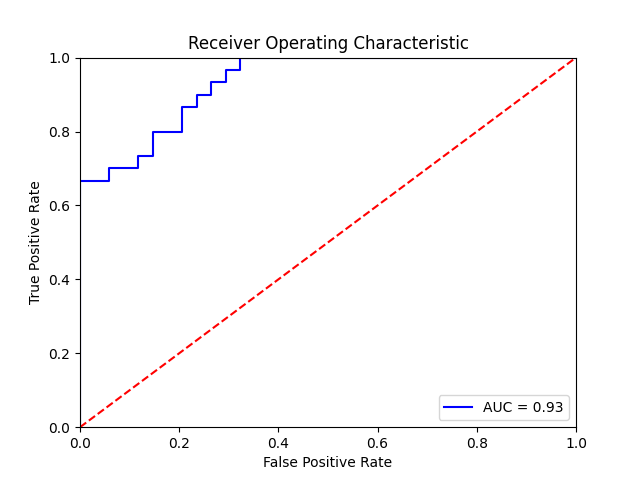 Receiver Operating Characteristic
1.0
0.8
0.6
0.4
0.2
0.0
True Positive Rate
AUC = 0.93
0.0 0.2 0.4 0.6 0.8 1.0
False Positive Rate